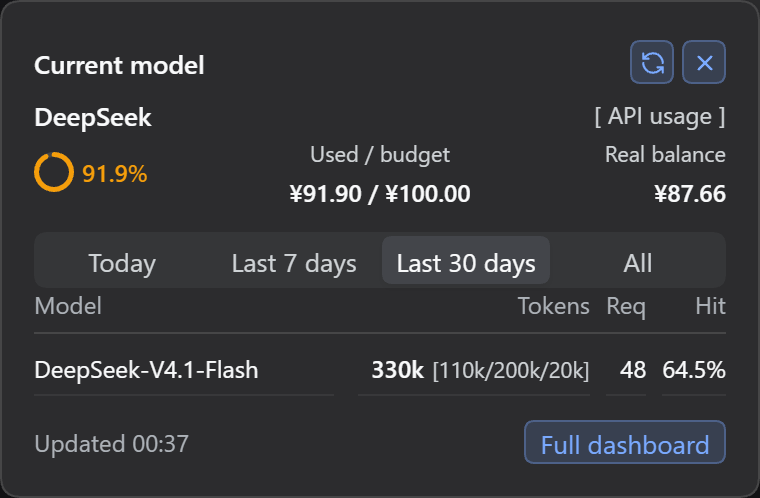 Current model
DeepSeek [ API usage ]
91.9% Used / budget Real balance
¥91.90 / ¥100.00 ¥87.66
Today Last 7 days Last 30 days All
Model Tokens Req Hit
DeepSeek-V4.1-Flash 330k [110k/200k/20k] 48 64.5%
Updated 00:37 Full dashboard